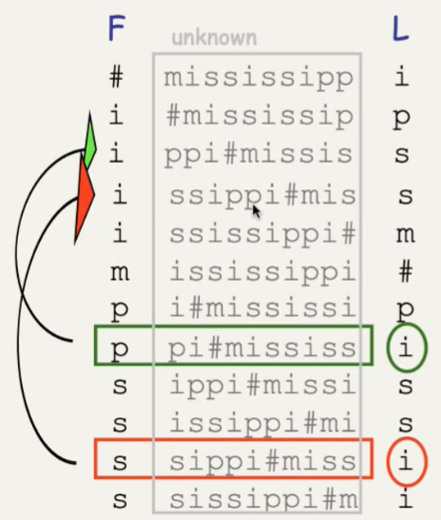 F unknown L
# mississipp i
i #mississip p
i ppi#missis s
i ssippi#mis s
i ssissippi# m
m ississippi #
p i#mississi p
p pi#mississ i
s ippi#missi s
s issippi#mi s
s sippi#miss i
s sissippi#m i